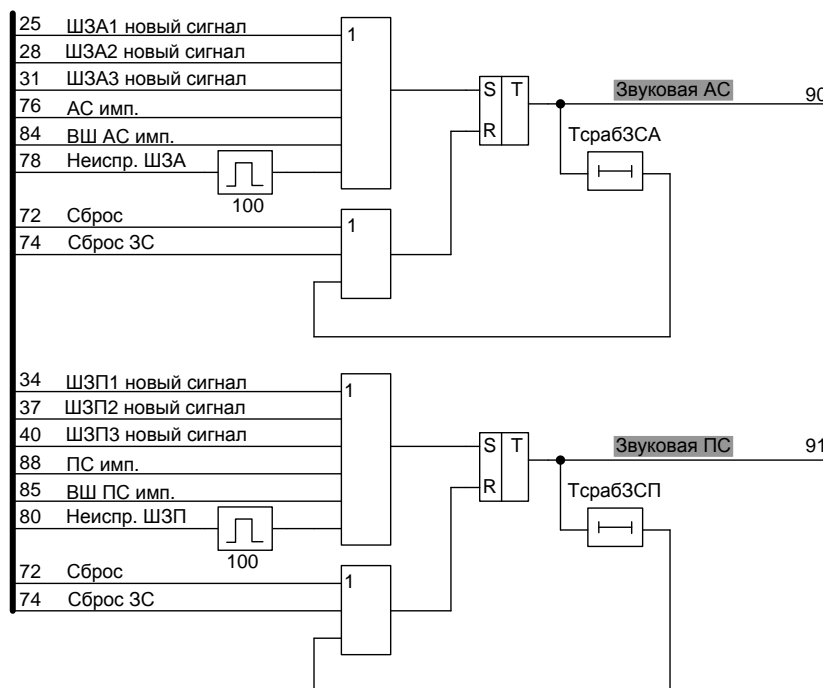 25 ШЗА1 новый сигнал
28 ШЗА2 новый сигнал
31 ШЗА3 новый сигнал
76 АС имп.
84 ВШ АС имп.
78 Неиспр. ШЗА
100
1
S T
R
Звуковая АС 90
ТсрабЗСА
72 Сброс
74 Сброс ЗС
1
34 ШЗП1 новый сигнал
37 ШЗП2 новый сигнал
40 ШЗП3 новый сигнал
88 ПС имп.
85 ВШ ПС имп.
80 Неиспр. ШЗП
100
1
S T
R
Звуковая ПС 91
ТсрабЗСП
72 Сброс
74 Сброс ЗС
1